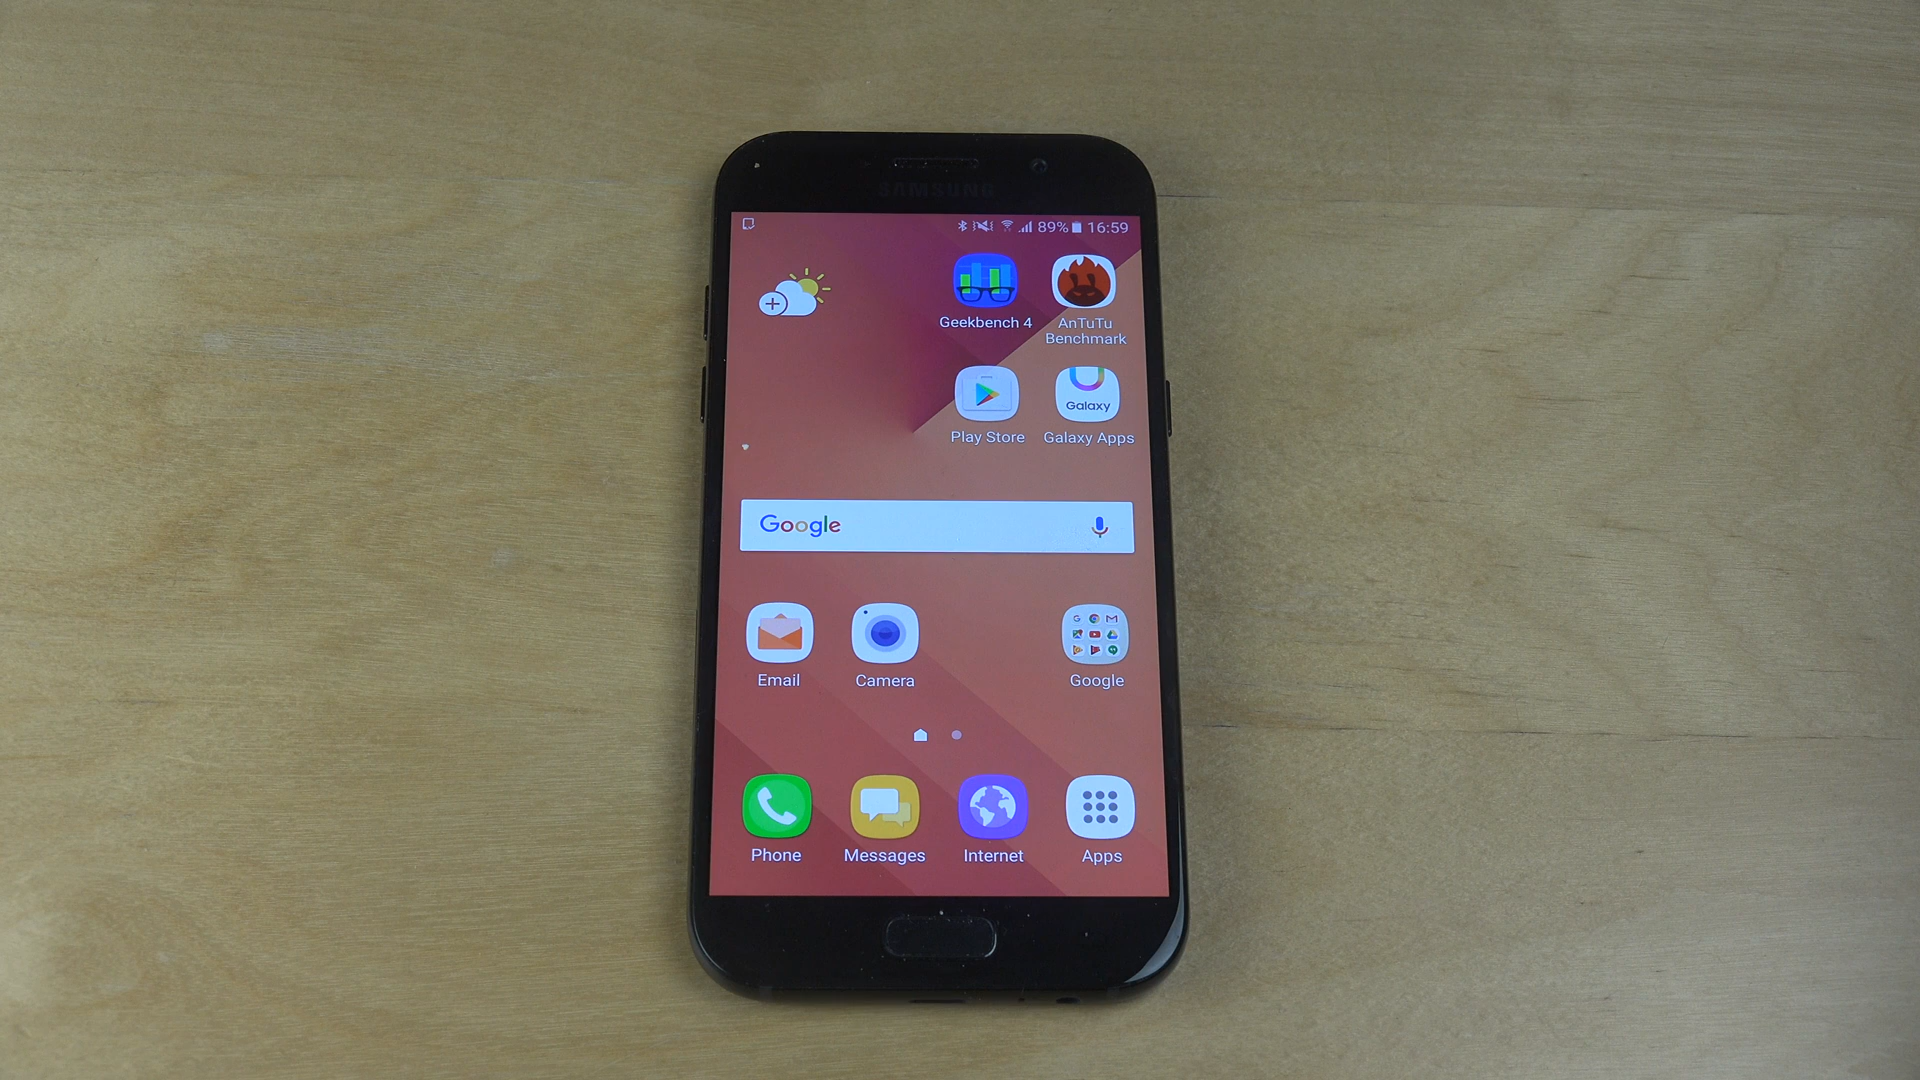 SAMSUNG
89% 16:59
Geekbench 4
AnTuTu
Benchmark
Galaxy
Play Store
Galaxy Apps
Google
Email
Camera
Google
Phone
Messages
Internet
Apps